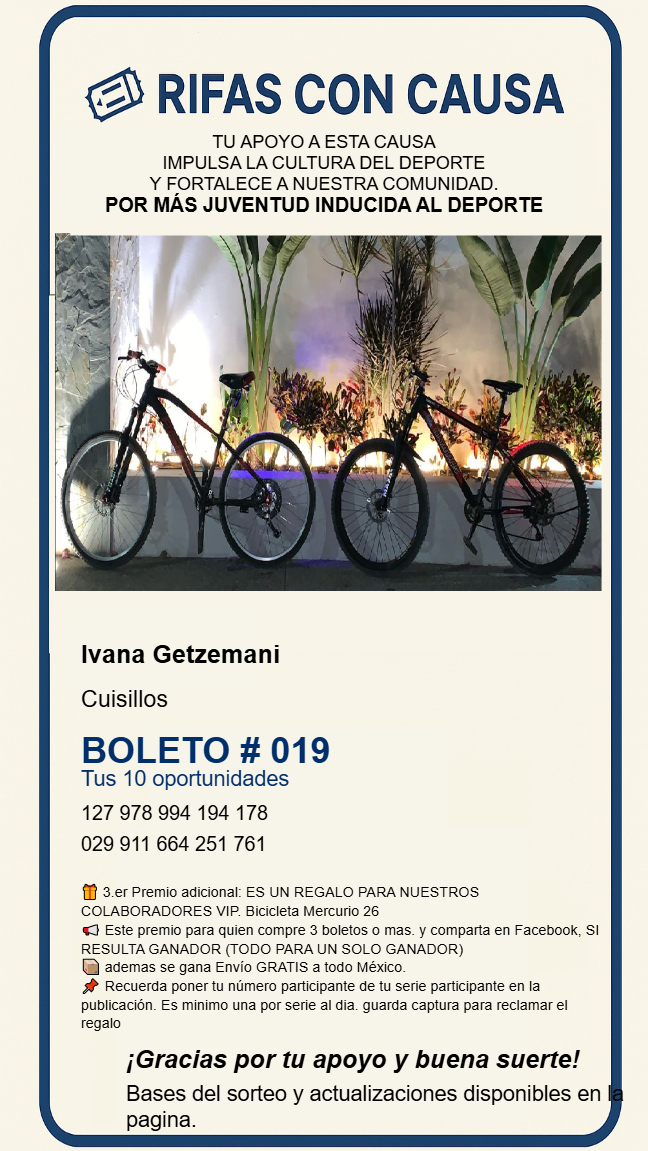 RIFAS CON CAUSA
TU APOYO A ESTA CAUSA
IMPULSA LA CULTURA DEL DEPORTE
Y FORTALECE A NUESTRA COMUNIDAD.
POR MÁS JUVENTUD INDUCIDA AL DEPORTE
Ivana Getzemani
Cuisillos
BOLETO # 019
Tus 10 oportunidades
127 978 994 194 178
029 911 664 251 761
🎁 3.er Premio adicional: ES UN REGALO PARA NUESTROS
COLABORADORES VIP. Bicicleta Mercurio 26
📢 Este premio para quien compre 3 boletos o mas. y comparta en Facebook, SI
RESULTA GANADOR (TODO PARA UN SOLO GANADOR)
📦 ademas se gana Envío GRATIS a todo México.
📌 Recuerda poner tu número participante de tu serie participante en la
publicación. Es minimo una por serie al dia. guarda captura para reclamar el
regalo
¡Gracias por tu apoyo y buena suerte!
Bases del sorteo y actualizaciones disponibles en la
pagina.